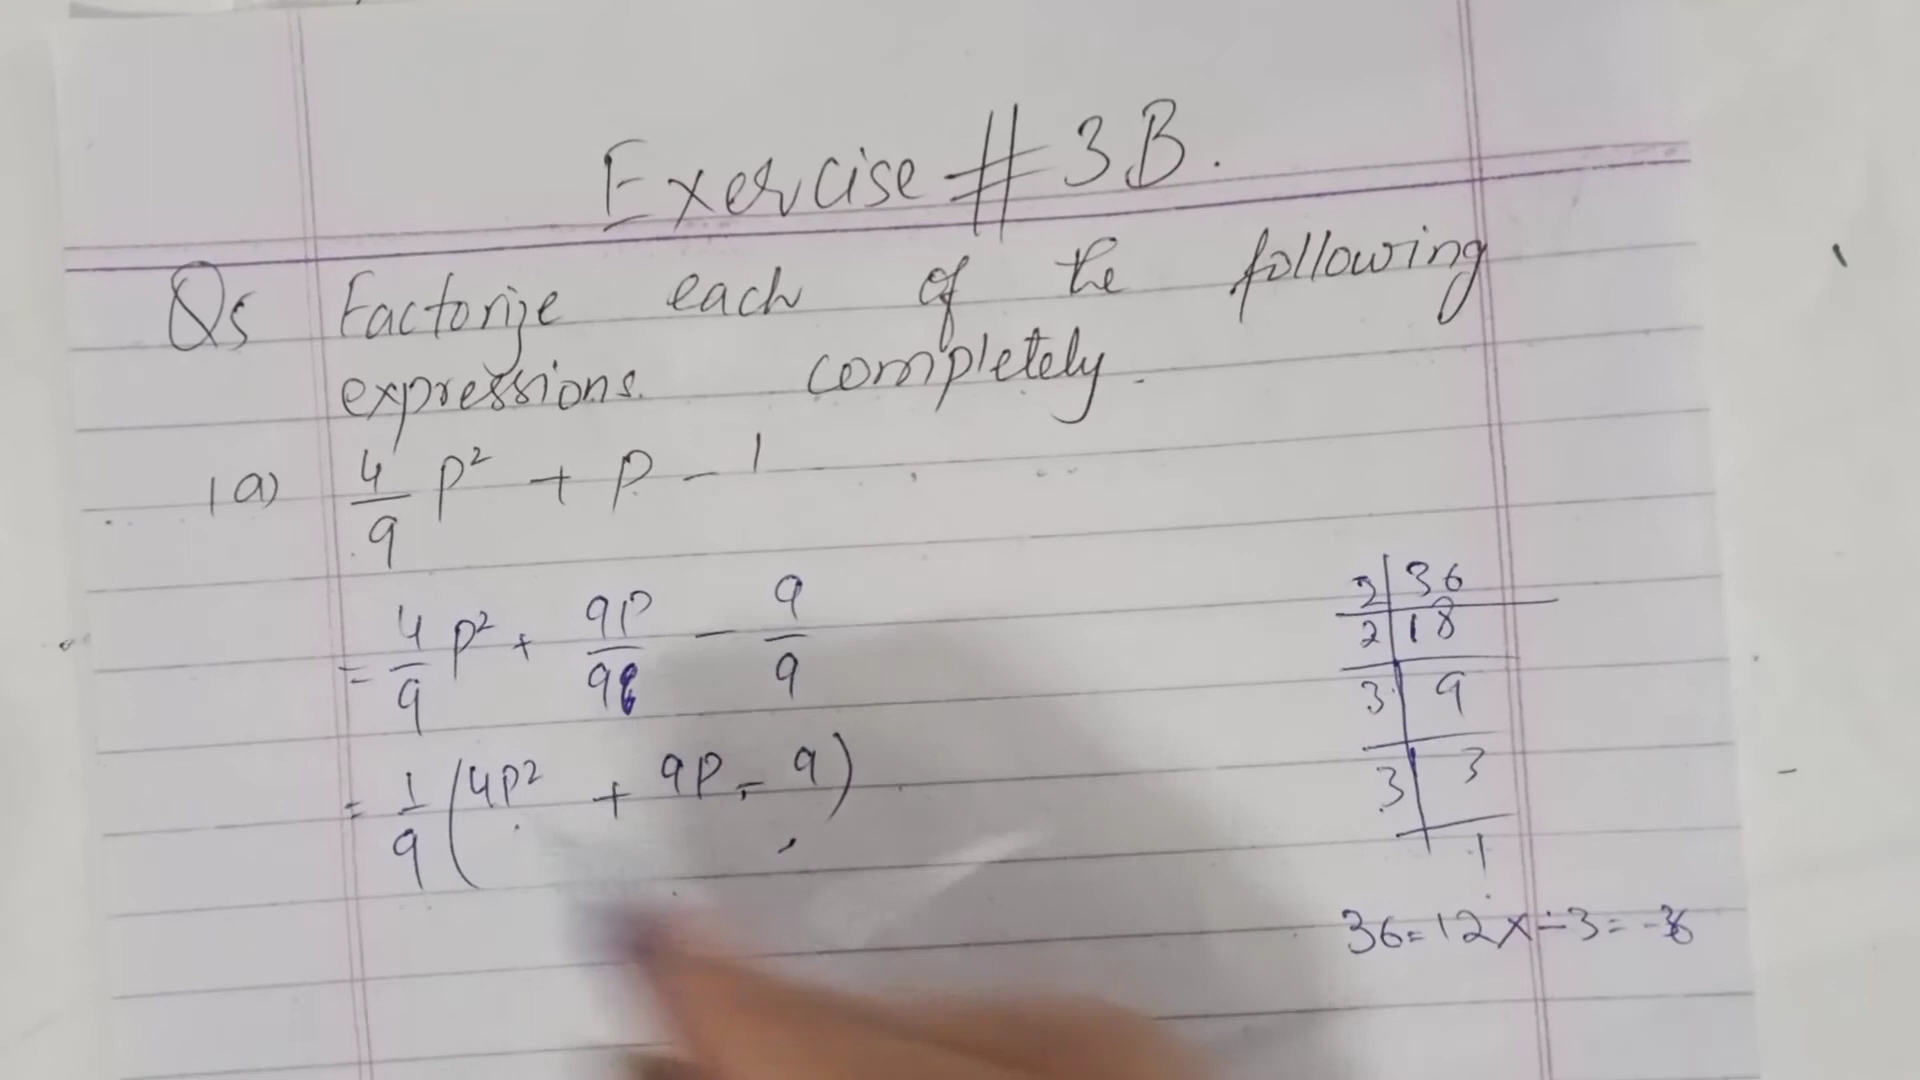 Exercise # 3B.
Q5 Factorize each of the following
expressions. completely.
1a) 4/9 p² + p - 1
= 4/9 p² + 9p/9 - 9/9
= 1/9 (4p² + 9p - 9)
2 | 36
2 | 18
3 | 9
3 | 3
1
36 = 12 x -3 = -36